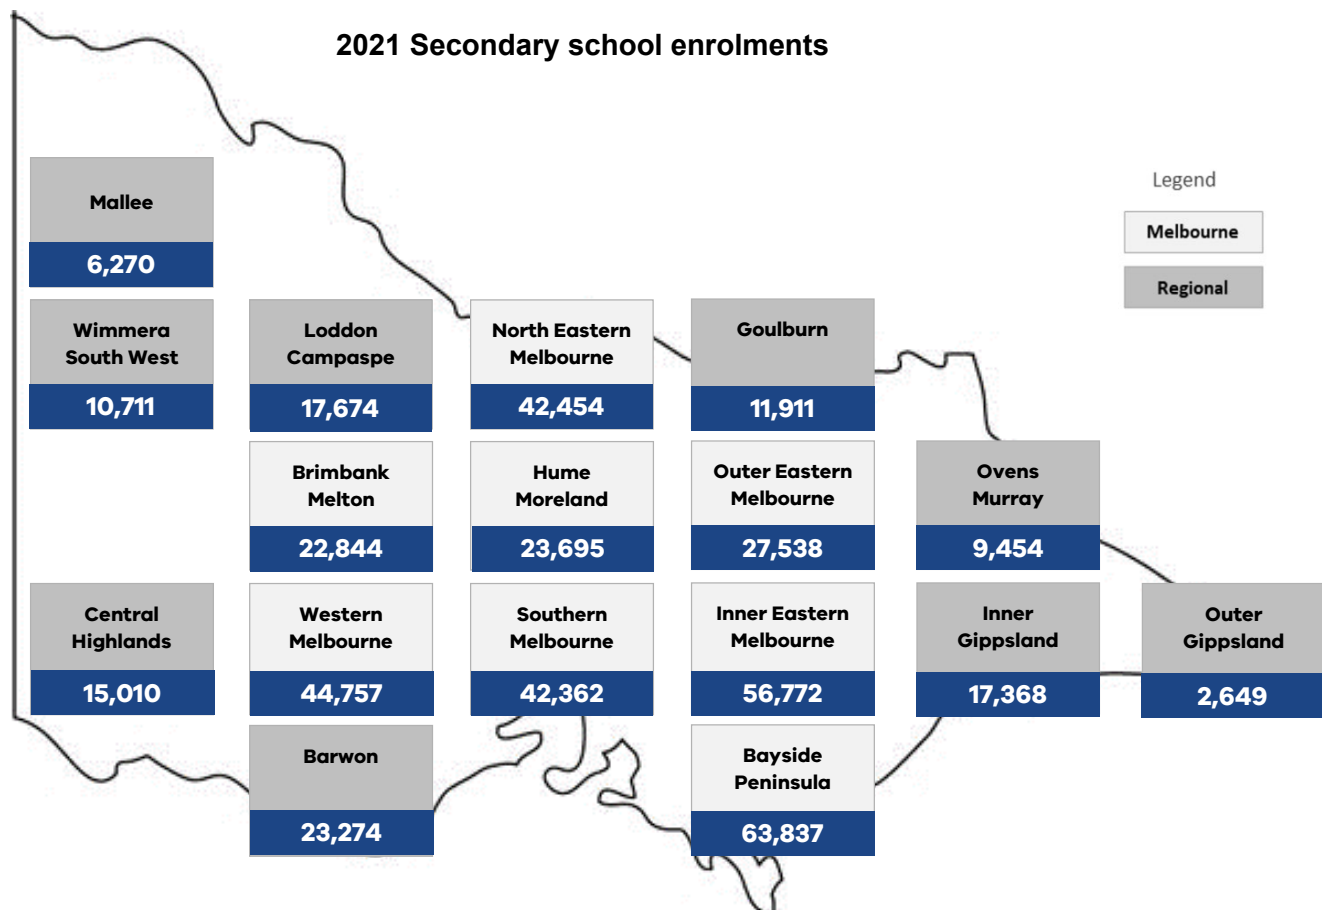 2021 Secondary school enrolments
Legend
Melbourne
Regional
Mallee
6,270
Wimmera
South West
10,711
Loddon
Campaspe
17,674
North Eastern
Melbourne
42,454
Goulburn
11,911
Brimbank
Melton
22,844
Hume
Moreland
23,695
Outer Eastern
Melbourne
27,538
Ovens
Murray
9,454
Central
Highlands
15,010
Western
Melbourne
44,757
Southern
Melbourne
42,362
Inner Eastern
Melbourne
56,772
Inner
Gippsland
17,368
Outer
Gippsland
2,649
Barwon
23,274
Bayside
Peninsula
63,837